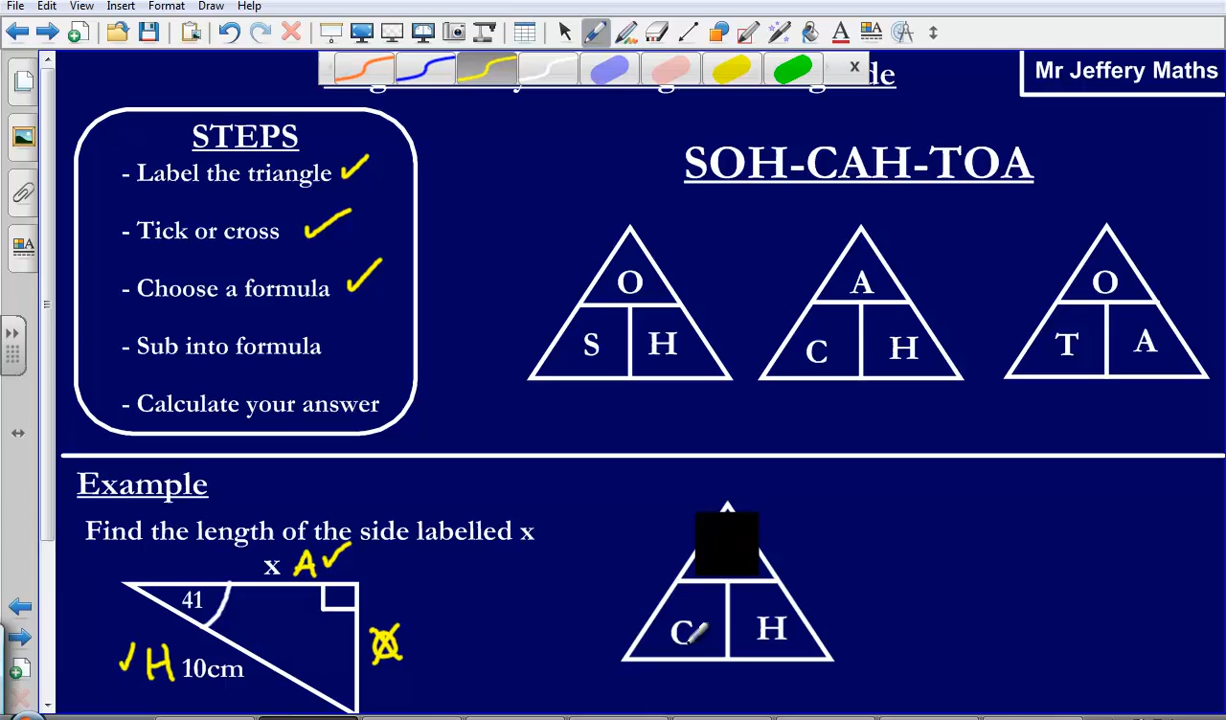 File Edit View Insert Format Draw Help
x
de
Mr Jeffery Maths
STEPS
- Label the triangle
- Tick or cross
- Choose a formula
- Sub into formula
- Calculate your answer
SOH-CAH-TOA
O
S H
A
C H
O
T A
Example
Find the length of the side labelled x
x A
41
H 10cm
C H